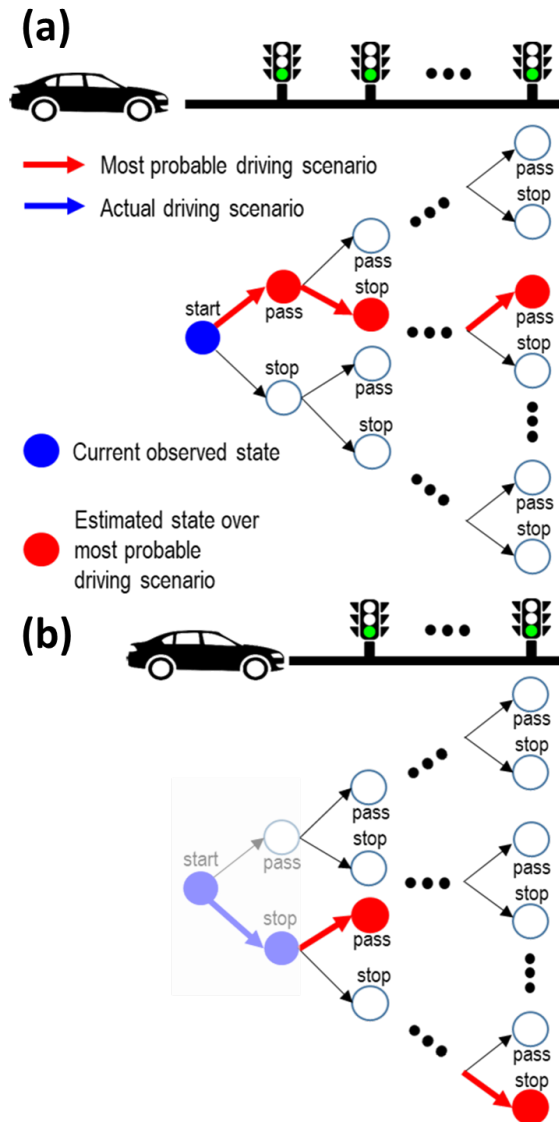 (a)
Most probable driving scenario
Actual driving scenario
pass
stop
pass
start
pass
stop
pass
stop
stop
pass
stop
pass
stop
Current observed state
Estimated state over
most probable
driving scenario
(b)
pass
stop
pass
start
pass
stop
pass
stop
stop
pass
stop
pass
stop